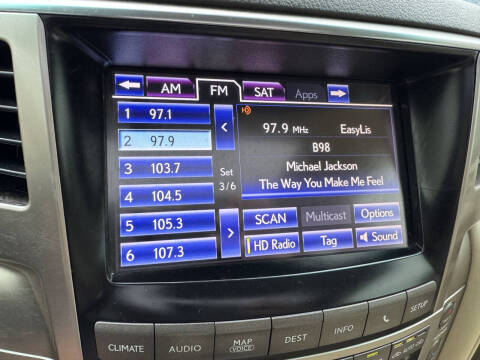 AM FM SAT Apps
1 97.1
2 97.9
3 103.7
4 104.5
5 105.3
6 107.3
Set
3/6
97.9 MHz EasyLis
B98
Michael Jackson
The Way You Make Me Feel
SCAN Multicast Options
HD Radio Tag Sound
CLIMATE AUDIO MAP VOICE DEST INFO SETUP